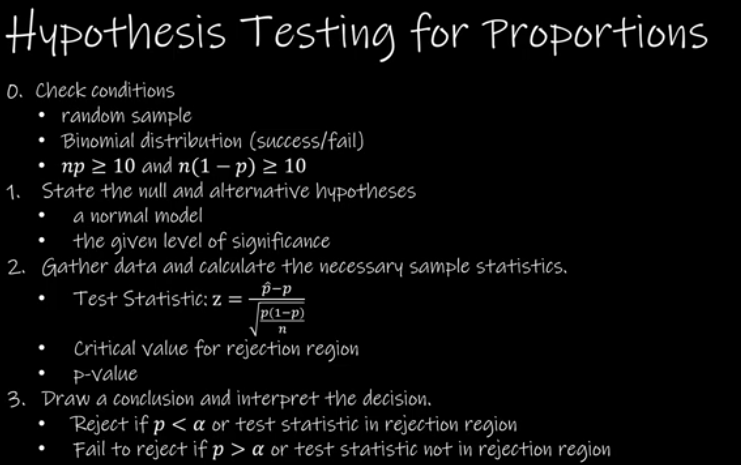 Hypothesis Testing for Proportions
0. Check conditions
• random sample
• Binomial distribution (success/fail)
• np ≥ 10 and n(1 − p) ≥ 10
1. State the null and alternative hypotheses
• a normal model
• the given level of significance
2. Gather data and calculate the necessary sample statistics.
• Test Statistic: z = (p̂−p)/√(p(1−p)/n)
• Critical value for rejection region
• p-value
3. Draw a conclusion and interpret the decision.
• Reject if p < α or test statistic in rejection region
• Fail to reject if p > α or test statistic not in rejection region